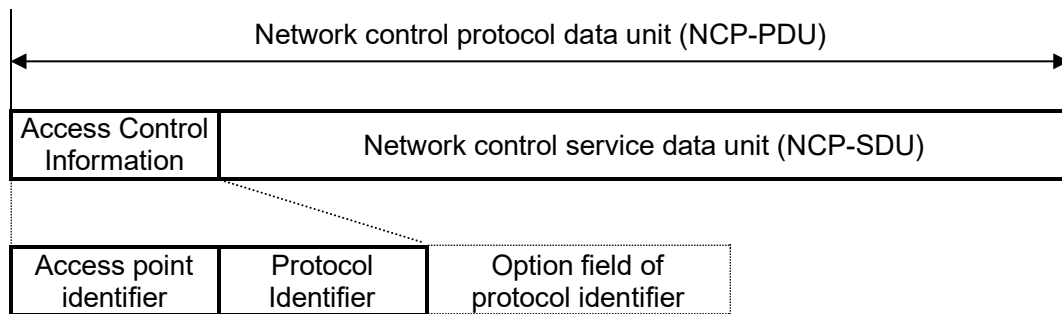 Network control protocol data unit (NCP-PDU)
Access Control
Information
Network control service data unit (NCP-SDU)
Access point
identifier
Protocol
Identifier
Option field of
protocol identifier